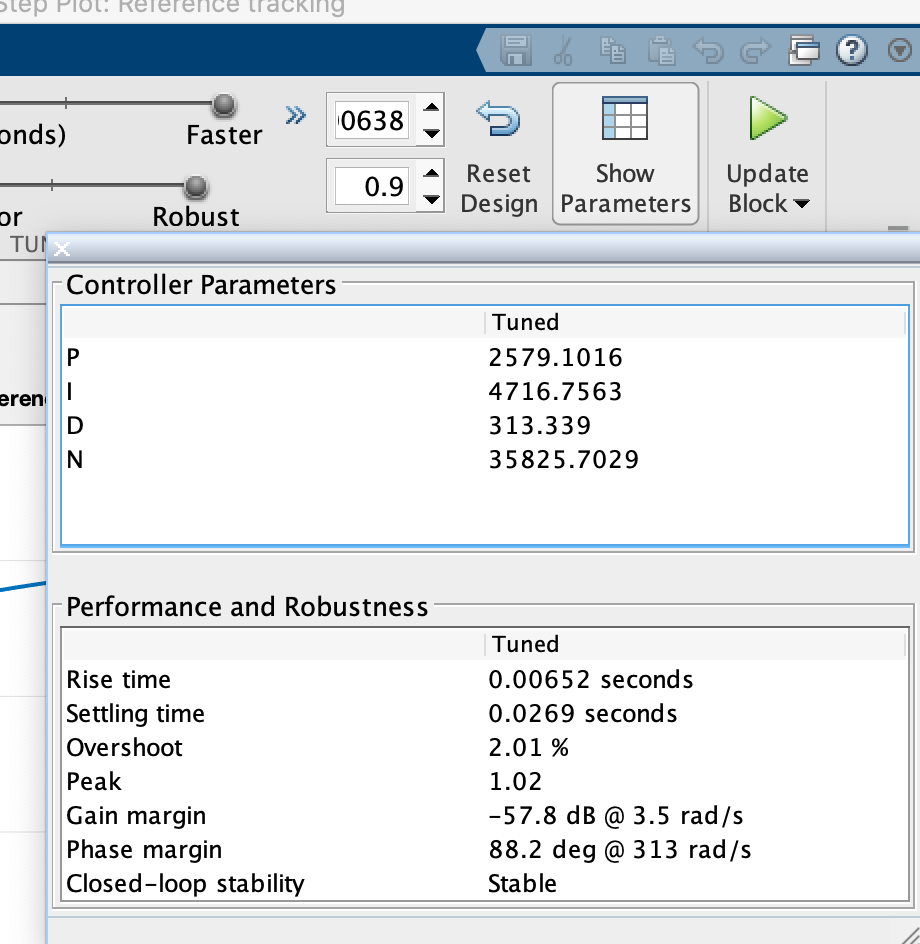 Step Plot: Reference tracking
onds) Faster 0638
or Robust 0.9
Reset Design
Show Parameters
Update Block
TUN
eren
Controller Parameters
Tuned
P 2579.1016
I 4716.7563
D 313.339
N 35825.7029
Performance and Robustness
Tuned
Rise time 0.00652 seconds
Settling time 0.0269 seconds
Overshoot 2.01 %
Peak 1.02
Gain margin -57.8 dB @ 3.5 rad/s
Phase margin 88.2 deg @ 313 rad/s
Closed-loop stability Stable